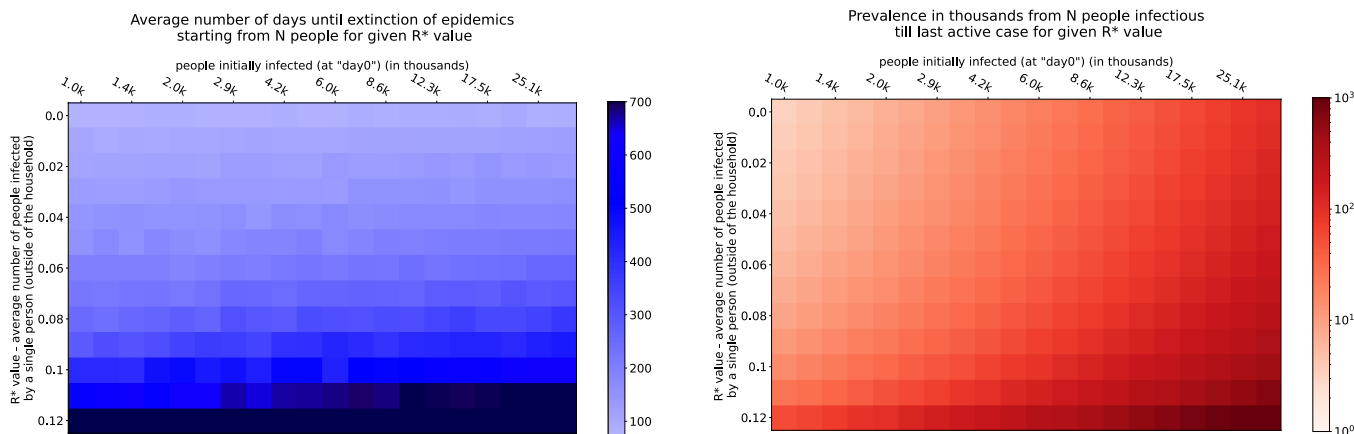 Average number of days until extinction of epidemics
starting from N people for given R* value
people initially infected (at "day0") (in thousands)
1.0k 1.4k 2.0k 2.9k 4.2k 6.0k 8.6k 12.3k 17.5k 25.1k
R* value - average number of people infected
by a single person (outside of the household)
0.0
0.02
0.04
0.06
0.08
0.1
0.12
700
600
500
400
300
200
100
Prevalence in thousands from N people infectious
till last active case for given R* value
people initially infected (at "day0") (in thousands)
1.0k 1.4k 2.0k 2.9k 4.2k 6.0k 8.6k 12.3k 17.5k 25.1k
R* value - average number of people infected
by a single person (outside of the household)
0.0
0.02
0.04
0.06
0.08
0.1
0.12
10³
10²
10¹
10⁰